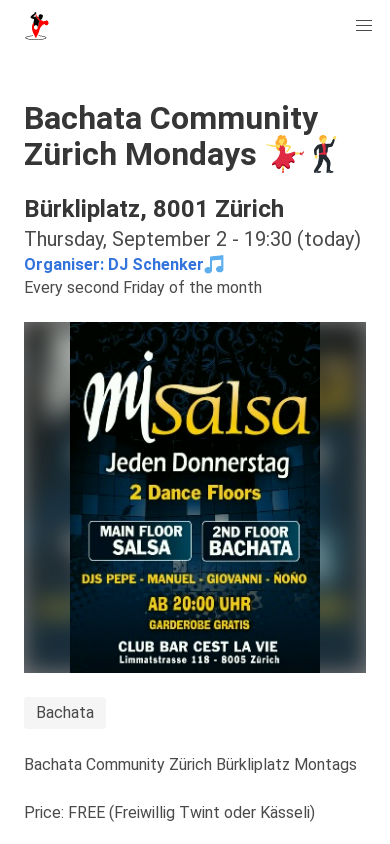 Bachata Community
Zürich Mondays 💃🕺
Bürkliplatz, 8001 Zürich
Thursday, September 2 - 19:30 (today)
Organiser: DJ Schenker🎵
Every second Friday of the month
mi Salsa
Jeden Donnerstag
2 Dance Floors
MAIN FLOOR SALSA
2ND FLOOR BACHATA
DJS PEPE - MANUEL - GIOVANNI - ÑOÑO
AB 20:00 UHR
GARDEROBE GRATIS
CLUB BAR CEST LA VIE
Limmatstrasse 118 - 8005 Zürich
Bachata
Bachata Community Zürich Bürkliplatz Montags
Price: FREE (Freiwillig Twint oder Kässeli)